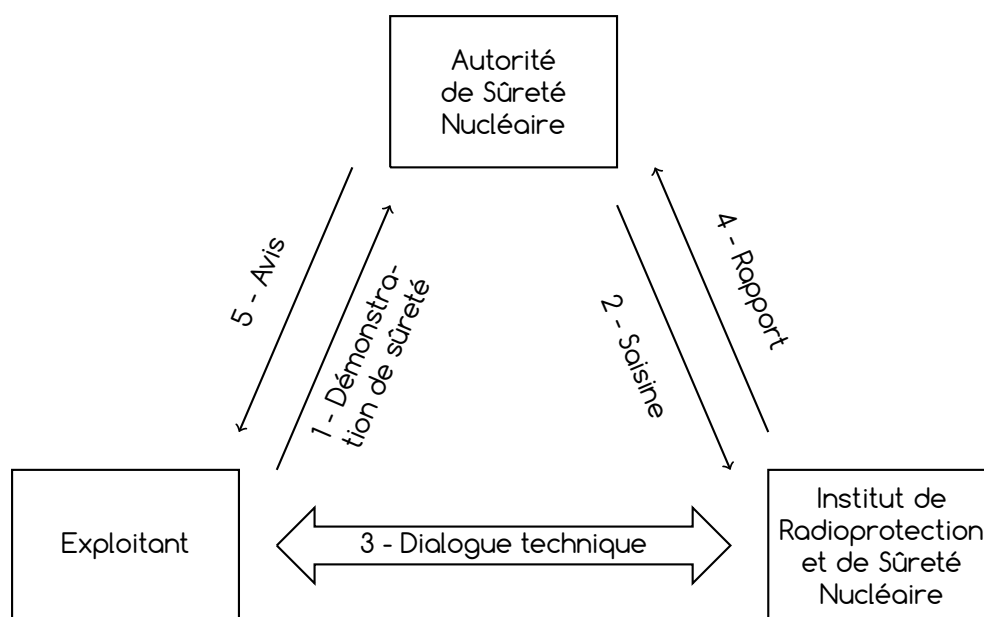 Autorité
de Sûreté
Nucléaire
5 - Avis
1 - Démonstra-
tion de sûreté
2 - Saisine
4 - Rapport
Exploitant
3 - Dialogue technique
Institut de
Radioprotection
et de Sûreté
Nucléaire